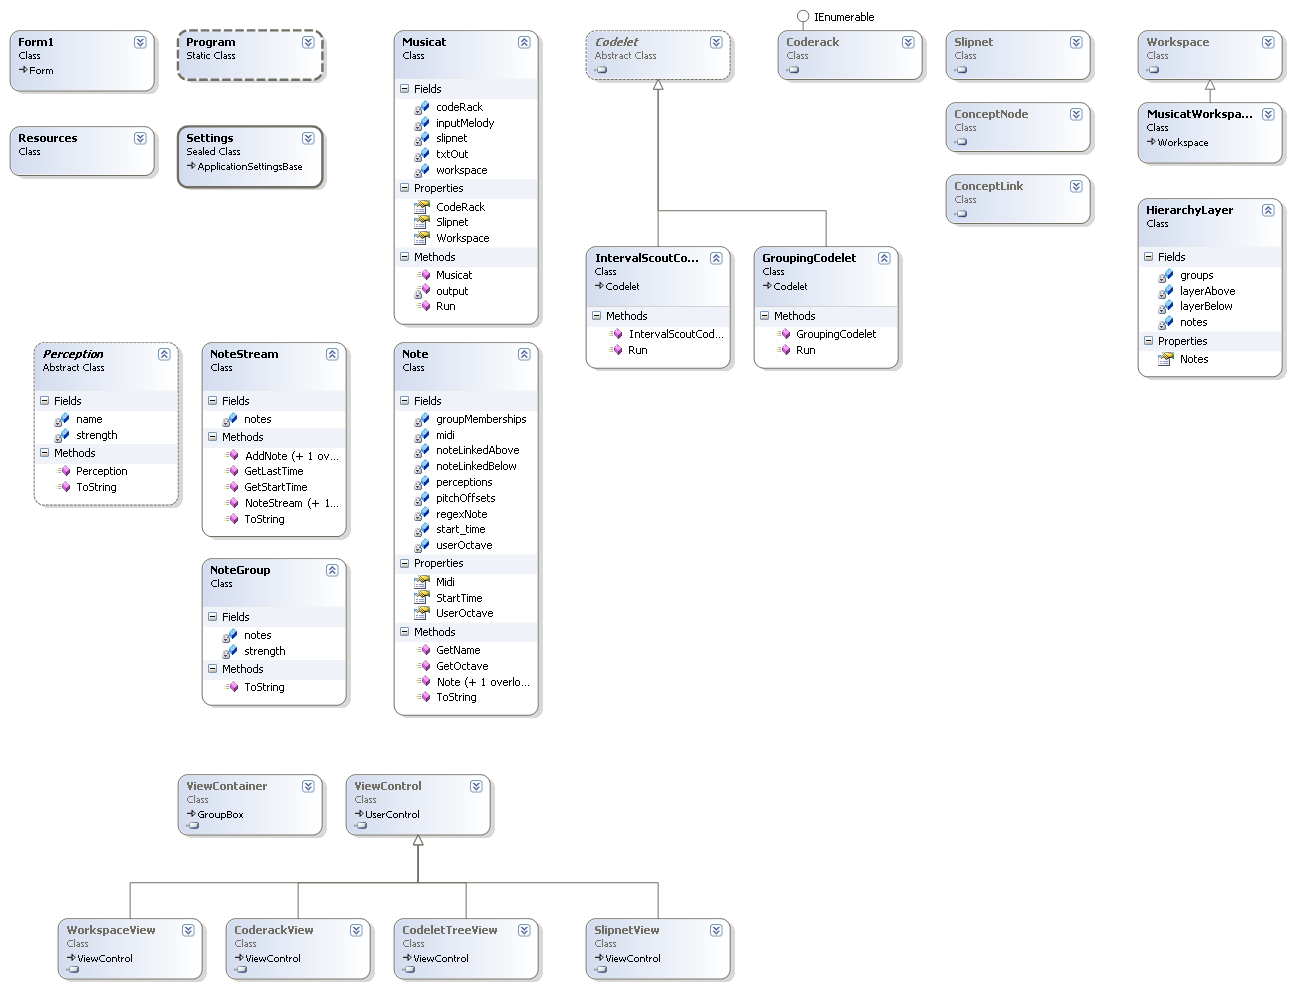 IEnumerable
Form1
Class
Form
Program
Static Class
Musicat
Class
Fields
codeRack
inputMelody
slipnet
txtOut
workspace
Properties
CodeRack
Slipnet
Workspace
Methods
Musicat
output
Run
Codelet
Abstract Class
Coderack
Class
Slipnet
Class
Workspace
Class
Resources
Class
Settings
Sealed Class
ApplicationSettingsBase
ConceptNode
Class
MusicatWorkspa...
Class
Workspace
ConceptLink
Class
HierarchyLayer
Class
Fields
groups
layerAbove
layerBelow
notes
Properties
Notes
IntervalScoutCo...
Class
Codelet
Methods
IntervalScoutCod...
Run
GroupingCodelet
Class
Codelet
Methods
GroupingCodelet
Run
Perception
Abstract Class
Fields
name
strength
Methods
Perception
ToString
NoteStream
Class
Fields
notes
Methods
AddNote (+ 1 ov...
GetLastTime
GetStartTime
NoteStream (+ 1...
ToString
Note
Class
Fields
groupMemberships
midi
noteLinkedAbove
noteLinkedBelow
perceptions
pitchOffsets
regexNote
start_time
userOctave
Properties
Midi
StartTime
UserOctave
Methods
GetName
GetOctave
Note (+ 1 overlo...
ToString
NoteGroup
Class
Fields
notes
strength
Methods
ToString
ViewContainer
Class
GroupBox
ViewControl
Class
UserControl
WorkspaceView
Class
ViewControl
CoderackView
Class
ViewControl
CodeletTreeView
Class
ViewControl
SlipnetView
Class
ViewControl